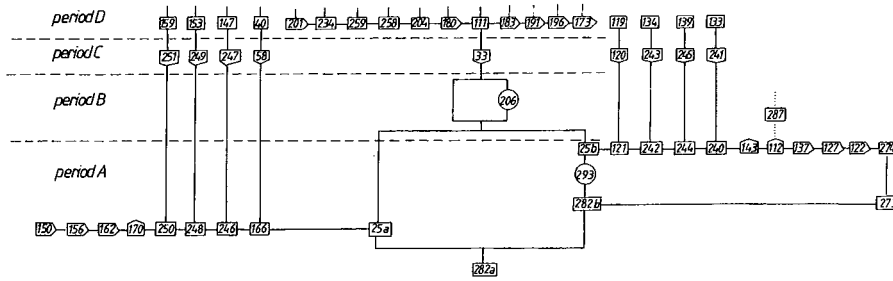 period D 159 153 147 40 201 234 259 258 204 180 111 183 191 196 173 119 134 139 133
period C 251 249 247 58 33 120 243 245 241
period B 206
287
25b 121 242 244 240 143 112 137 127 122
period A
293
282b 27
150 156 162 170 250 248 246 166 25a
282a